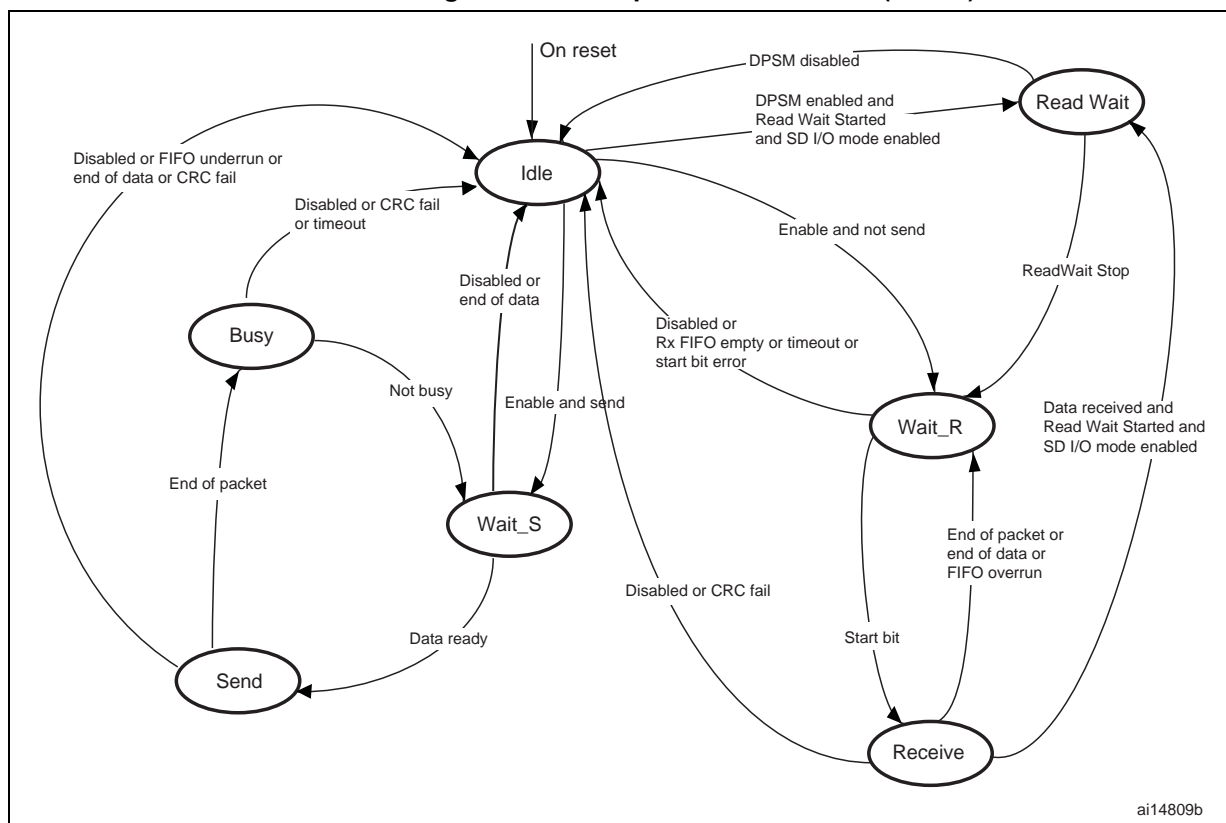 On reset
DPSM disabled
Read Wait
DPSM enabled and
Read Wait Started
and SD I/O mode enabled
Disabled or FIFO underrun or
end of data or CRC fail
Idle
Disabled or CRC fail
or timeout
Enable and not send
ReadWait Stop
Disabled or
end of data
Disabled or
Rx FIFO empty or timeout or
start bit error
Busy
Not busy
Enable and send
Wait_R
Data received and
Read Wait Started and
SD I/O mode enabled
End of packet
Wait_S
End of packet or
end of data or
FIFO overrun
Disabled or CRC fail
Data ready
Start bit
Send
Receive
ai14809b